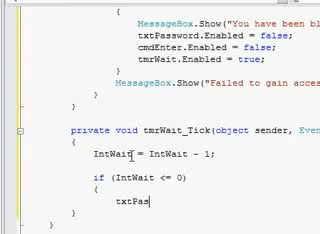 {
MessageBox.Show("You have been bl
txtPassword.Enabled = false;
cmdEnter.Enabled = false;
tmrWait.Enabled = true;
}
MessageBox.Show("Failed to gain acces
}
}
private void tmrWait_Tick(object sender, Even
{
IntWait = IntWait - 1;
if (IntWait <= 0)
{
txtPas
}
}